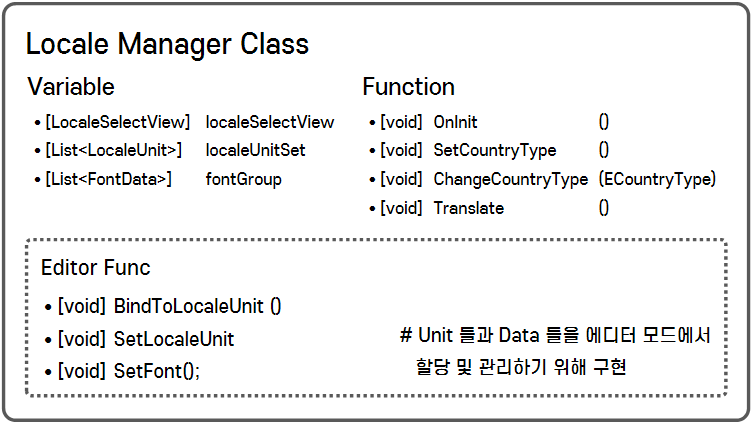 Locale Manager Class
Variable
• [LocaleSelectView] localeSelectView
• [List<LocaleUnit>] localeUnitSet
• [List<FontData>] fontGroup
Function
• [void] OnInit ()
• [void] SetCountryType ()
• [void] ChangeCountryType (ECountryType)
• [void] Translate ()
Editor Func
• [void] BindToLocaleUnit ()
• [void] SetLocaleUnit
• [void] SetFont();
# Unit 들과 Data 들을 에디터 모드에서
할당 및 관리하기 위해 구현